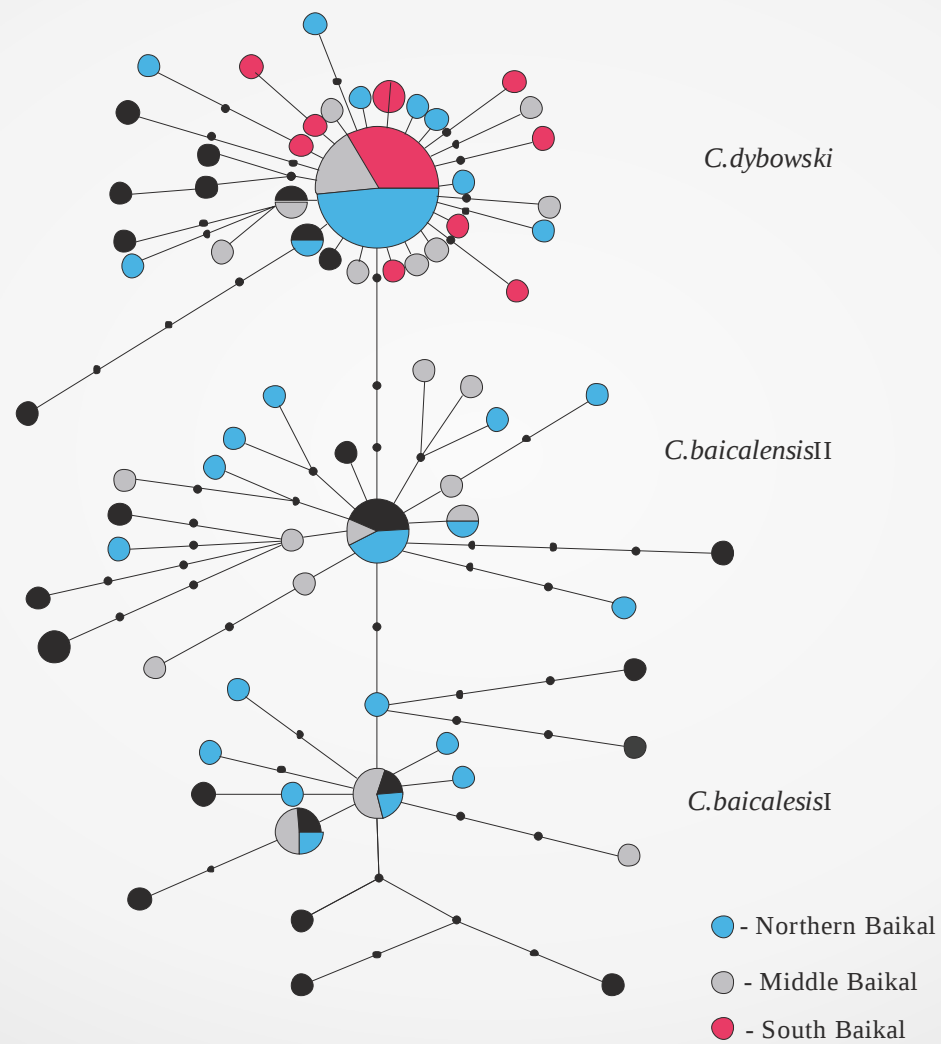 C.dybowski
C.baicalensisII
C.baicalesisI
- Northern Baikal
- Middle Baikal
- South Baikal